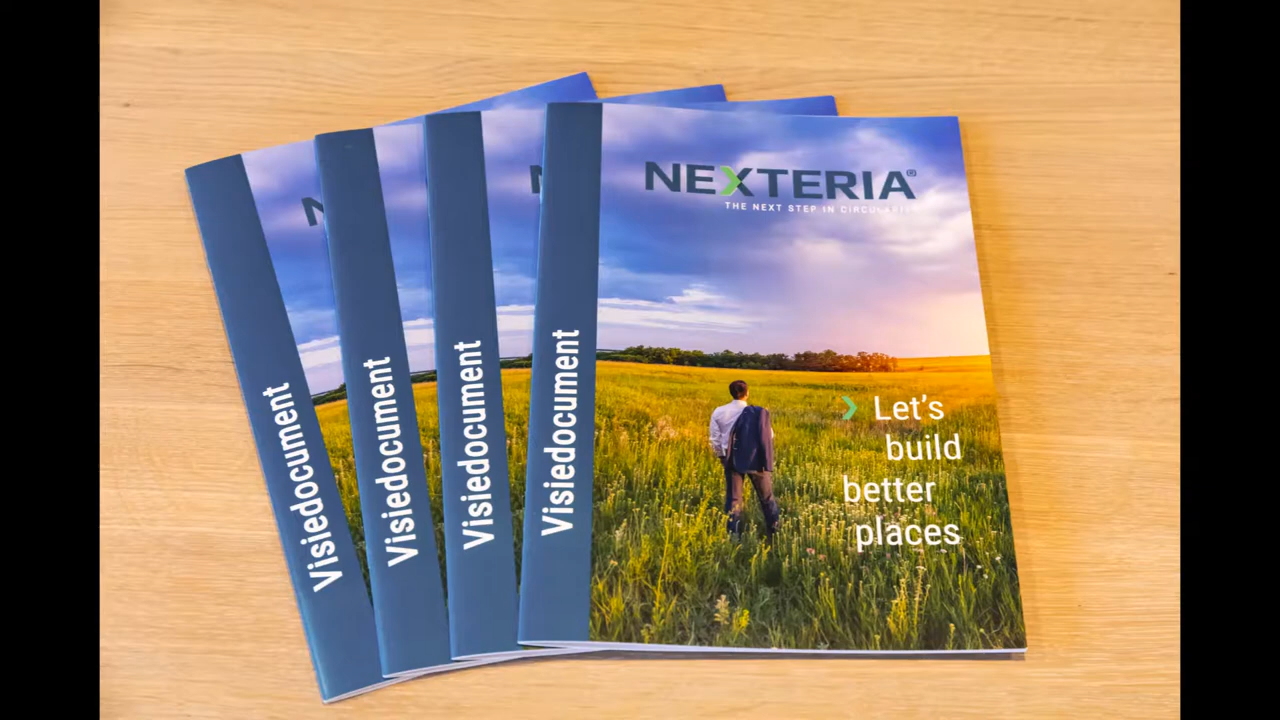 NEXTERIA®
THE NEXT STEP IN CIRCULARITY
Let's
build
better
places
Visiedocument
Visiedocument
Visiedocument
Visiedocument
N
N